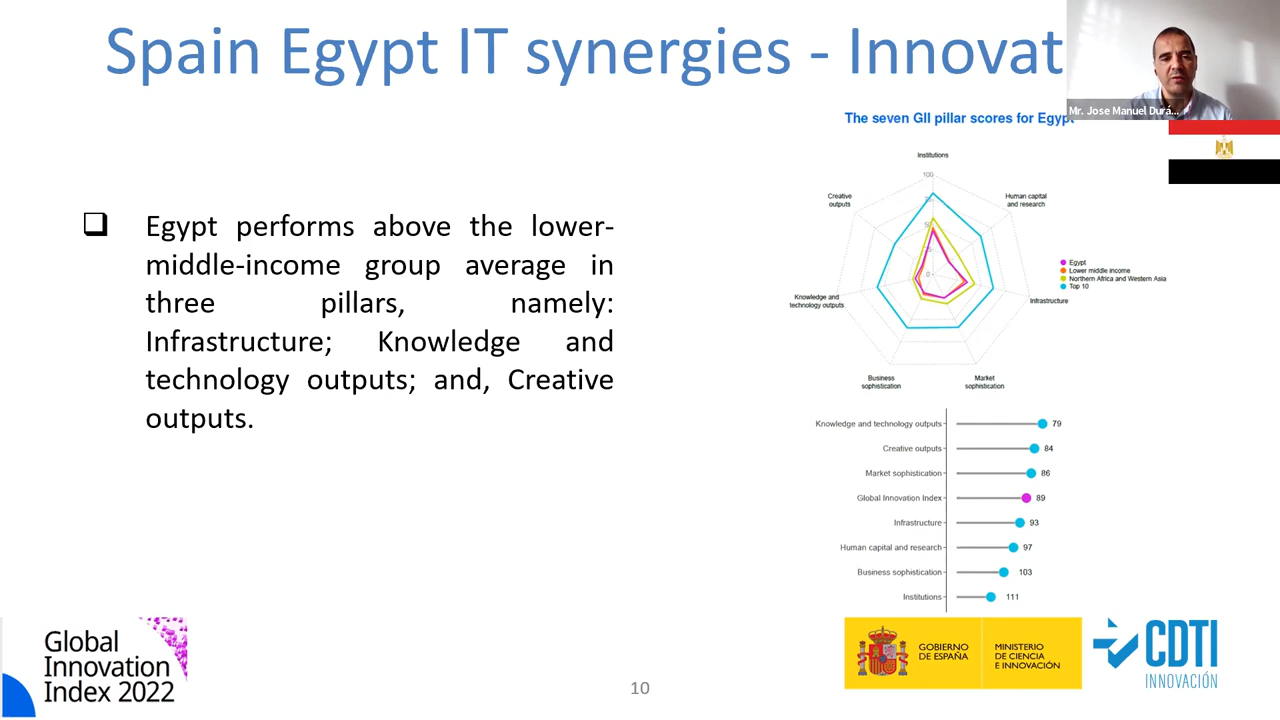 Spain Egypt IT synergies - Innovat
Mr. Jose Manuel Durá...
The seven GII pillar scores for Egypt
❑ Egypt performs above the lower-
middle-income group average in
three pillars, namely:
Infrastructure; Knowledge and
technology outputs; and, Creative
outputs.
Institutions
100
Creative
outputs
Human capital
and research
50
0
Knowledge and
technology outputs
Infrastructure
Business
sophistication
Market
sophistication
Egypt
Lower middle income
Northern Africa and Western Asia
Top 10
Knowledge and technology outputs 79
Creative outputs 84
Market sophistication 86
Global Innovation Index 89
Infrastructure 93
Human capital and research 97
Business sophistication 103
Institutions 111
Global
Innovation
Index 2022
10
GOBIERNO
DE ESPAÑA
MINISTERIO
DE CIENCIA
E INNOVACIÓN
CDTI
INNOVACIÓN